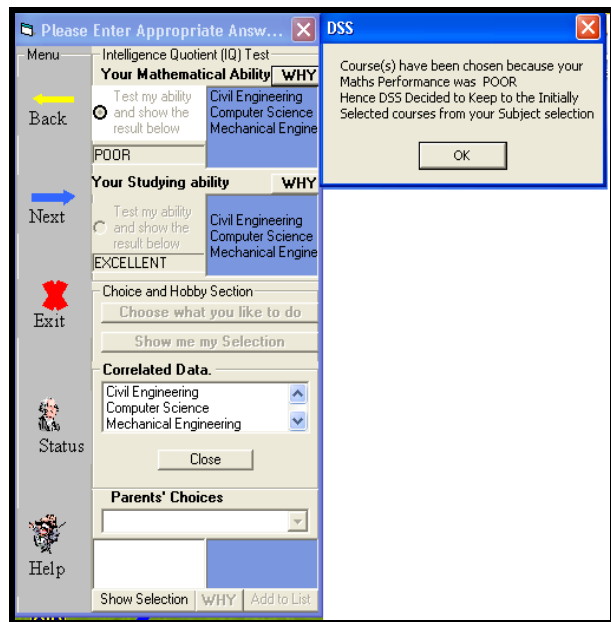 Please Enter Appropriate Answ...
Menu
Back
Next
Exit
Status
Help
Intelligence Quotient (IQ) Test
Your Mathematical Ability WHY
Test my ability
and show the
result below
POOR
Civil Engineering
Computer Science
Mechanical Engine
Your Studying ability WHY
Test my ability
and show the
result below
EXCELLENT
Civil Engineering
Computer Science
Mechanical Engine
Choice and Hobby Section
Choose what you like to do
Show me my Selection
Correlated Data.
Civil Engineering
Computer Science
Mechanical Engineering
Close
Parents' Choices
Show Selection WHY Add to List
DSS
Course(s) have been chosen because your
Maths Performance was POOR
Hence DSS Decided to Keep to the Initially
Selected courses from your Subject selection
OK